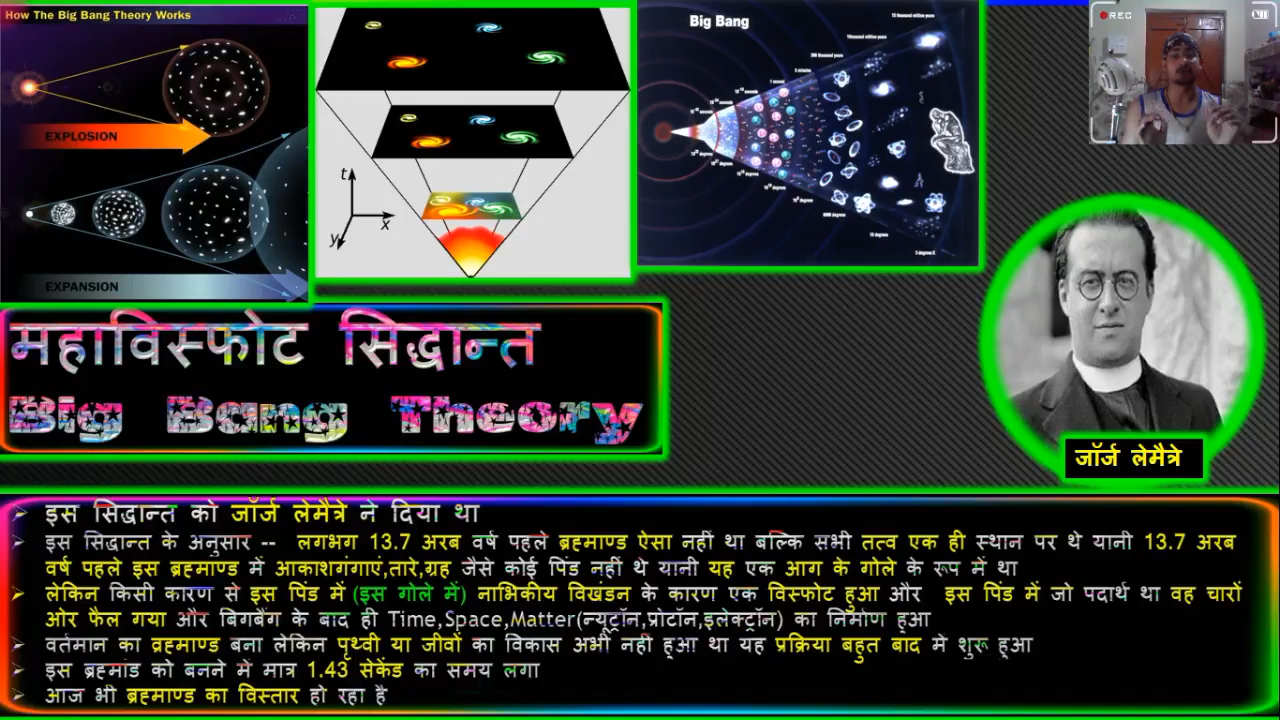 How The Big Bang Theory Works
EXPLOSION
EXPANSION
t
x
y
Big Bang
REC
महाविस्फोट सिद्धान्त
Big Bang Theory
जॉर्ज लेमैत्रे
इस सिद्धान्त को जॉर्ज लेमैत्रे ने दिया था
इस सिद्धान्त के अनुसार -- लगभग 13.7 अरब वर्ष पहले ब्रह्माण्ड ऐसा नहीं था बल्कि सभी तत्व एक ही स्थान पर थे यानी 13.7 अरब
वर्ष पहले इस ब्रह्माण्ड में आकाशगंगाएं,तारे,ग्रह जैसे कोई पिंड नहीं थे यानी यह एक आग के गोले के रूप में था
लेकिन किसी कारण से इस पिंड में (इस गोले में) नाभिकीय विखंडन के कारण एक विस्फोट हुआ और इस पिंड में जो पदार्थ था वह चारों
ओर फैल गया और बिगबैंग के बाद ही Time,Space,Matter(न्यूट्रॉन,प्रोटॉन,इलेक्ट्रॉन) का निर्माण हुआ
वर्तमान का व्रह्माण्ड बना लेकिन पृथ्वी या जीवों का विकास अभी नहीं हुआ था यह प्रक्रिया बहुत बाद मे शुरू हुआ
इस ब्रह्मांड को बनने में मात्र 1.43 सेकेंड का समय लगा
आज भी ब्रह्माण्ड का विस्तार हो रहा है